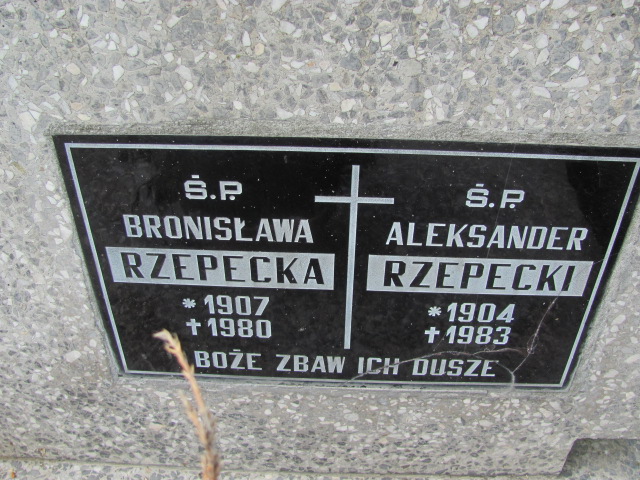 Ś.P.
BRONISŁAWA
RZEPECKA
* 1907
† 1980
Ś.P.
ALEKSANDER
RZEPECKI
* 1904
† 1983
BOŻE ZBAW ICH DUSZE